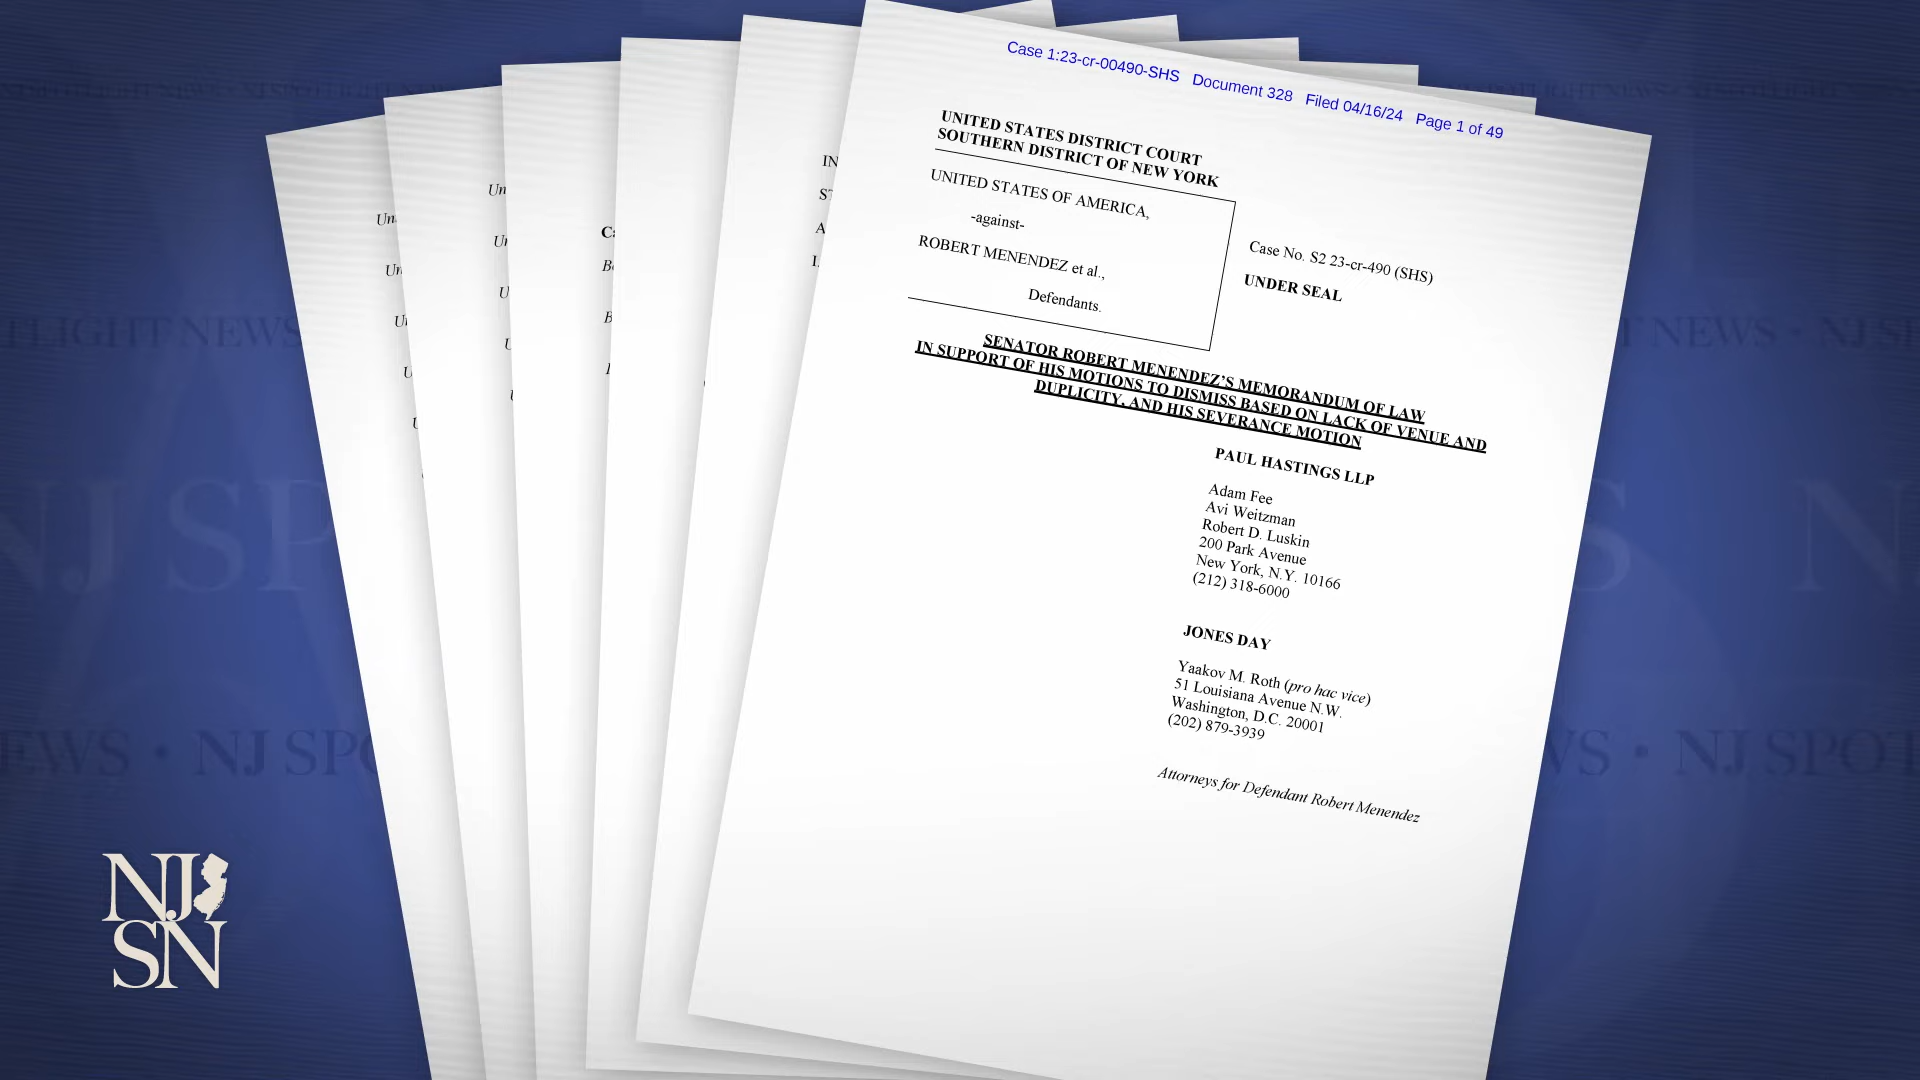 Case 1:23-cr-00490-SHS Document 328 Filed 04/16/24 Page 1 of 49
UNITED STATES DISTRICT COURT
SOUTHERN DISTRICT OF NEW YORK
UNITED STATES OF AMERICA,
-against-
ROBERT MENENDEZ et al.,
Defendants.
Case No. S2 23-cr-490 (SHS)
UNDER SEAL
SENATOR ROBERT MENENDEZ’S MEMORANDUM OF LAW
IN SUPPORT OF HIS MOTIONS TO DISMISS BASED ON LACK OF VENUE AND
DUPLICITY, AND HIS SEVERANCE MOTION
PAUL HASTINGS LLP
Adam Fee
Avi Weitzman
Robert D. Luskin
200 Park Avenue
New York, N.Y. 10166
(212) 318-6000
JONES DAY
Yaakov M. Roth (pro hac vice)
51 Louisiana Avenue N.W.
Washington, D.C. 20001
(202) 879-3939
Attorneys for Defendant Robert Menendez
NJ
SN